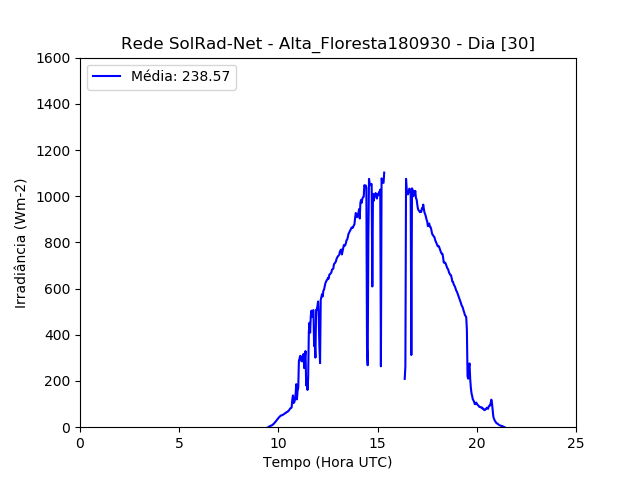 Rede SolRad-Net - Alta_Floresta180930 - Dia [30]
Média: 238.57
1600
1400
1200
1000
800
600
400
200
0
Irradiância (Wm-2)
0 5 10 15 20 25
Tempo (Hora UTC)